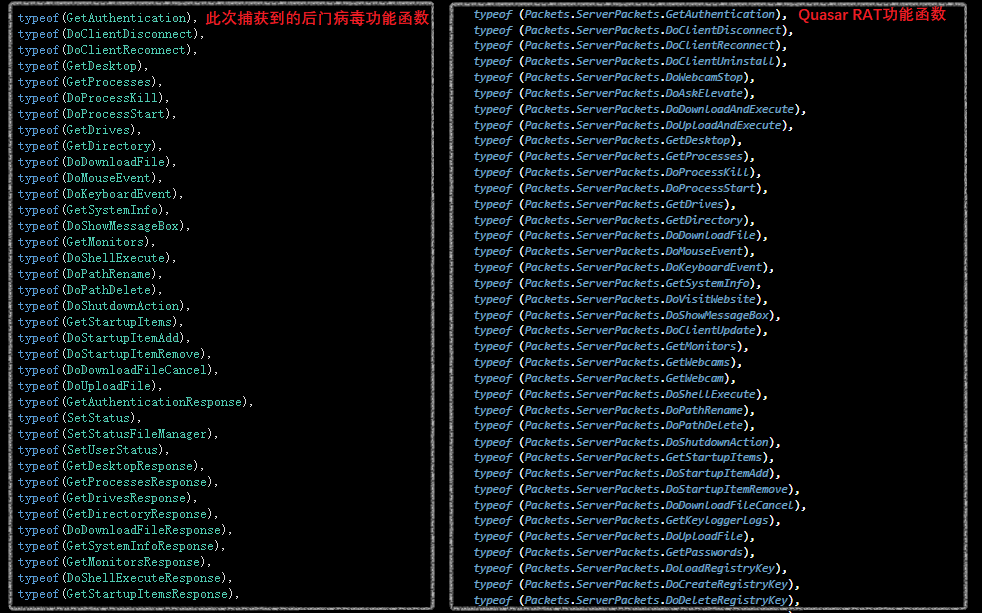 typeof(GetAuthentication), 此次捕获到的后门病毒功能函数
typeof(DoClientDisconnect),
typeof(DoClientReconnect),
typeof(GetDesktop),
typeof(GetProcesses),
typeof(DoProcessKill),
typeof(DoProcessStart),
typeof(GetDrives),
typeof(GetDirectory),
typeof(DoDownloadFile),
typeof(DoMouseEvent),
typeof(DoKeyboardEvent),
typeof(GetSystemInfo),
typeof(DoShowMessageBox),
typeof(GetMonitors),
typeof(DoShellExecute),
typeof(DoPathRename),
typeof(DoPathDelete),
typeof(DoShutdownAction),
typeof(GetStartupItems),
typeof(DoStartupItemAdd),
typeof(DoStartupItemRemove),
typeof(DoDownloadFileCancel),
typeof(DoUploadFile),
typeof(GetAuthenticationResponse),
typeof(SetStatus),
typeof(SetStatusFileManager),
typeof(SetUserStatus),
typeof(GetDesktopResponse),
typeof(GetProcessesResponse),
typeof(GetDrivesResponse),
typeof(GetDirectoryResponse),
typeof(DoDownloadFileResponse),
typeof(GetSystemInfoResponse),
typeof(GetMonitorsResponse),
typeof(DoShellExecuteResponse),
typeof(GetStartupItemsResponse),
typeof (Packets.ServerPackets.GetAuthentication), Quasar RAT功能函数
typeof (Packets.ServerPackets.DoClientDisconnect),
typeof (Packets.ServerPackets.DoClientReconnect),
typeof (Packets.ServerPackets.DoClientUninstall),
typeof (Packets.ServerPackets.DoWebcamStop),
typeof (Packets.ServerPackets.DoAskElevate),
typeof (Packets.ServerPackets.DoDownloadAndExecute),
typeof (Packets.ServerPackets.DoUploadAndExecute),
typeof (Packets.ServerPackets.GetDesktop),
typeof (Packets.ServerPackets.GetProcesses),
typeof (Packets.ServerPackets.DoProcessKill),
typeof (Packets.ServerPackets.DoProcessStart),
typeof (Packets.ServerPackets.GetDrives),
typeof (Packets.ServerPackets.GetDirectory),
typeof (Packets.ServerPackets.DoDownloadFile),
typeof (Packets.ServerPackets.DoMouseEvent),
typeof (Packets.ServerPackets.DoKeyboardEvent),
typeof (Packets.ServerPackets.GetSystemInfo),
typeof (Packets.ServerPackets.DoVisitWebsite),
typeof (Packets.ServerPackets.DoShowMessageBox),
typeof (Packets.ServerPackets.DoClientUpdate),
typeof (Packets.ServerPackets.GetMonitors),
typeof (Packets.ServerPackets.GetWebcams),
typeof (Packets.ServerPackets.GetWebcam),
typeof (Packets.ServerPackets.DoShellExecute),
typeof (Packets.ServerPackets.DoPathRename),
typeof (Packets.ServerPackets.DoPathDelete),
typeof (Packets.ServerPackets.DoShutdownAction),
typeof (Packets.ServerPackets.GetStartupItems),
typeof (Packets.ServerPackets.DoStartupItemAdd),
typeof (Packets.ServerPackets.DoStartupItemRemove),
typeof (Packets.ServerPackets.DoDownloadFileCancel),
typeof (Packets.ServerPackets.GetKeyloggerLogs),
typeof (Packets.ServerPackets.DoUploadFile),
typeof (Packets.ServerPackets.GetPasswords),
typeof (Packets.ServerPackets.DoLoadRegistryKey),
typeof (Packets.ServerPackets.DoCreateRegistryKey),
typeof (Packets.ServerPackets.DoDeleteRegistryKey),